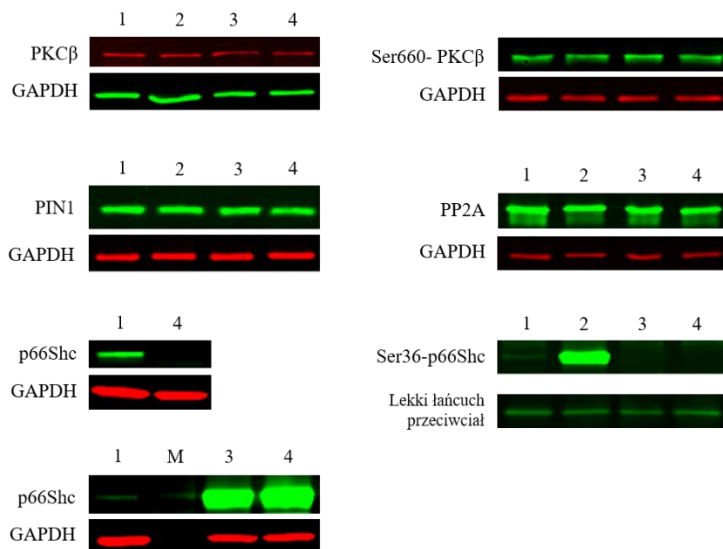 1 2 3 4
PKCβ
GAPDH
Ser660- PKCβ
GAPDH
1 2 3 4
PIN1
GAPDH
1 2 3 4
PP2A
GAPDH
1 4
p66Shc
GAPDH
1 2 3 4
Ser36-p66Shc
Lekki łańcuch
przeciwciał
1 M 3 4
p66Shc
GAPDH